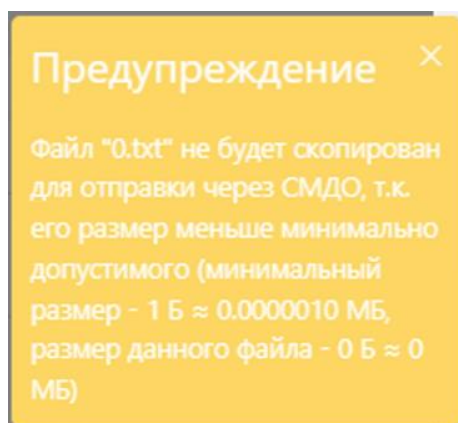 Предупреждение
Файл "0.txt" не будет скопирован
для отправки через СМДО, т.к.
его размер меньше минимально
допустимого (минимальный
размер - 1 Б ≈ 0.0000010 МБ,
размер данного файла - 0 Б ≈ 0
МБ)